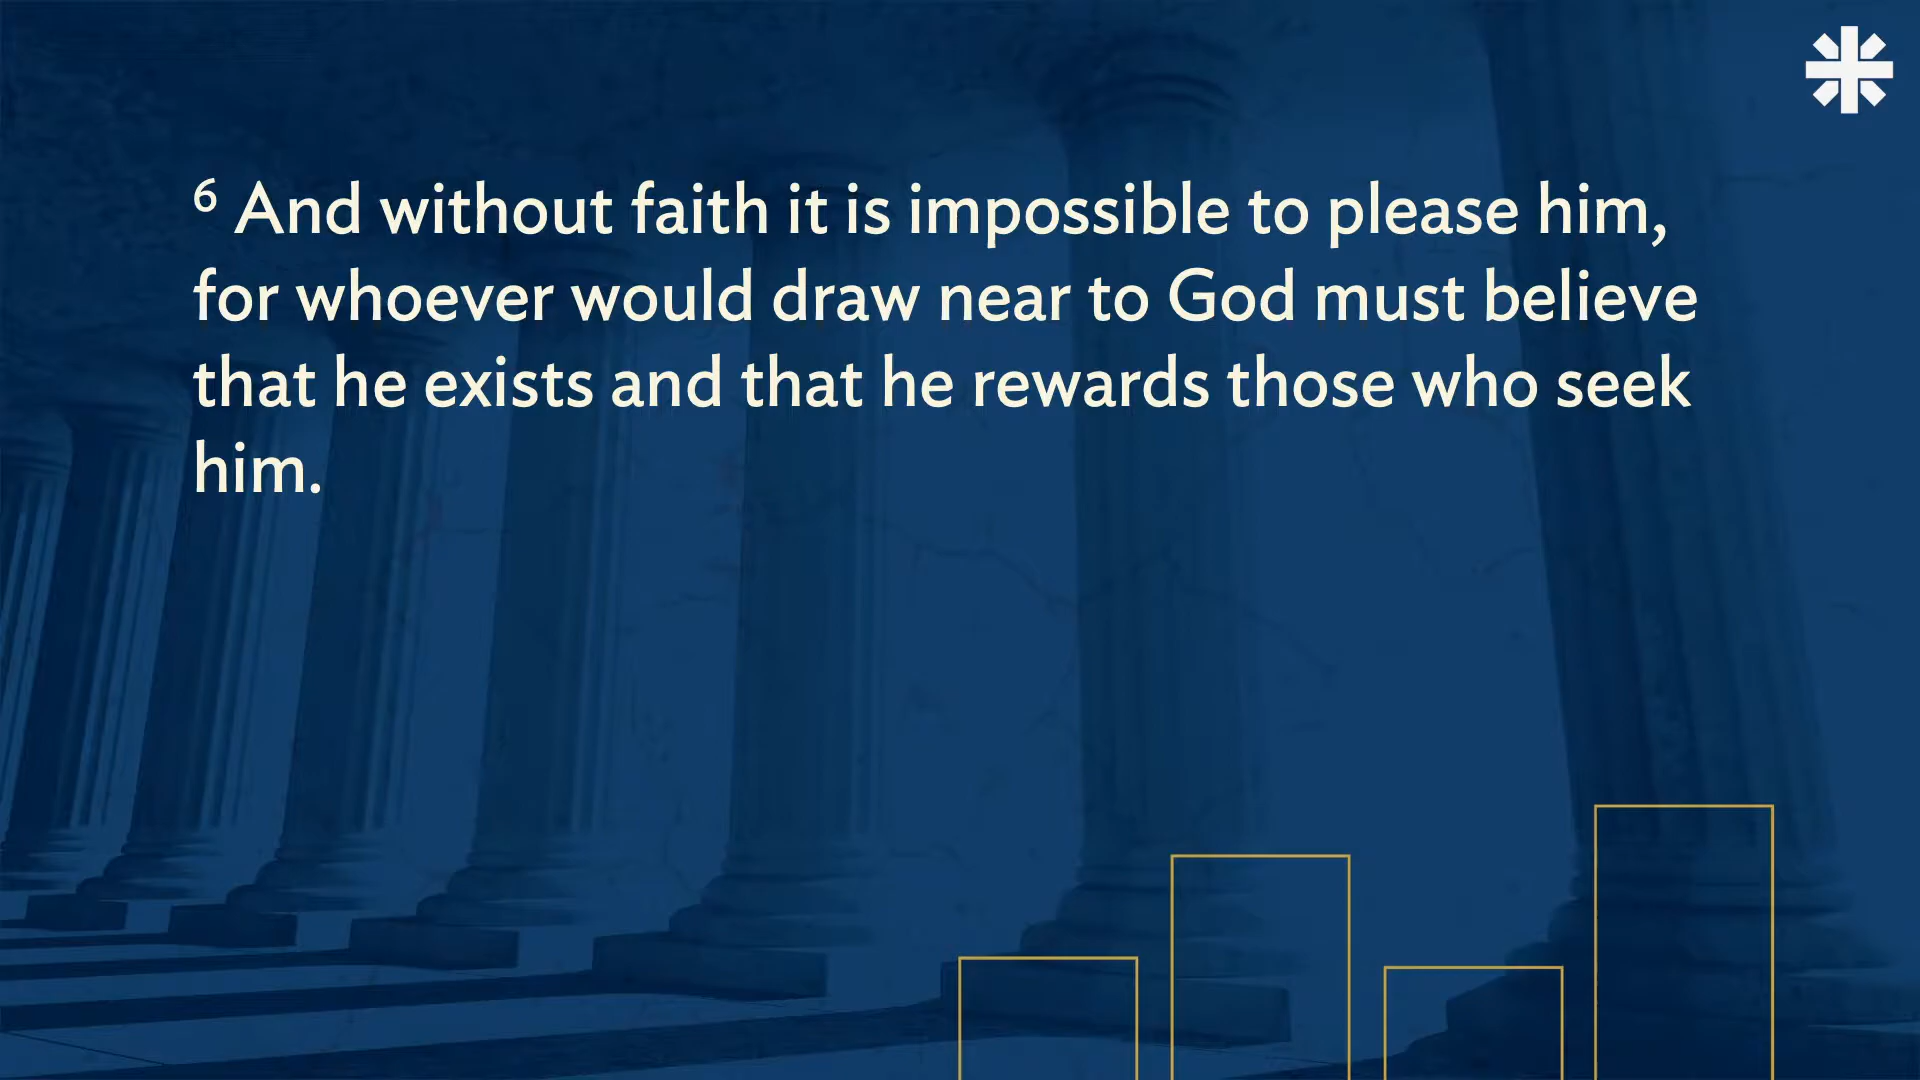 6 And without faith it is impossible to please him,
for whoever would draw near to God must believe
that he exists and that he rewards those who seek
him.